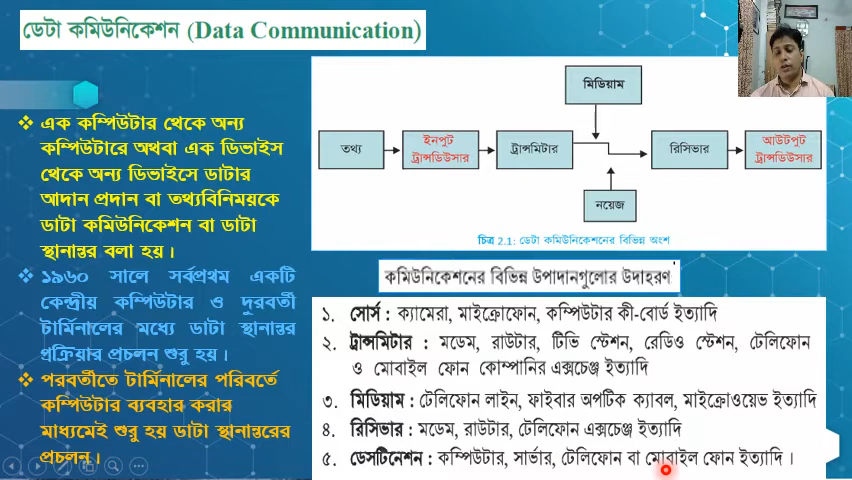 ডেটা কমিউনিকেশন (Data Communication)
এক কম্পিউটার থেকে অন্য
কম্পিউটারে অথবা এক ডিভাইস
থেকে অন্য ডিভাইসে ডাটার
আদান প্রদান বা তথ্যবিনিময়কে
ডাটা কমিউনিকেশন বা ডাটা
স্থানান্তর বলা হয়।
১৯৬০ সালে সর্বপ্রথম একটি
কেন্দ্রীয় কম্পিউটার ও দুরবর্তী
টার্মিনালের মধ্যে ডাটা স্থানান্তর
প্রক্রিয়ার প্রচলন শুরু হয়।
পরবর্তীতে টার্মিনালের পরিবর্তে
কম্পিউটার ব্যবহার করার
মাধ্যমেই শুরু হয় ডাটা স্থানান্তরের
প্রচলন।
মিডিয়াম
তথ্য
ইনপুট
ট্রান্সডিউসার
ট্রান্সমিটার
রিসিভার
আউটপুট
ট্রান্সডিউসার
নয়েজ
চিত্র 2.1: ডেটা কমিউনিকেশনের বিভিন্ন অংশ
কমিউনিকেশনের বিভিন্ন উপাদানগুলোর উদাহরণ
১. সোর্স : ক্যামেরা, মাইক্রোফোন, কম্পিউটার কী-বোর্ড ইত্যাদি
২. ট্রান্সমিটার : মডেম, রাউটার, টিভি স্টেশন, রেডিও স্টেশন, টেলিফোন
ও মোবাইল ফোন কোম্পানির এক্সচেঞ্জ ইত্যাদি
৩. মিডিয়াম : টেলিফোন লাইন, ফাইবার অপটিক ক্যাবল, মাইক্রোওয়েভ ইত্যাদি
৪. রিসিভার : মডেম, রাউটার, টেলিফোন এক্সচেঞ্জ ইত্যাদি
৫. ডেসটিনেশন : কম্পিউটার, সার্ভার, টেলিফোন বা মোবাইল ফোন ইত্যাদি।